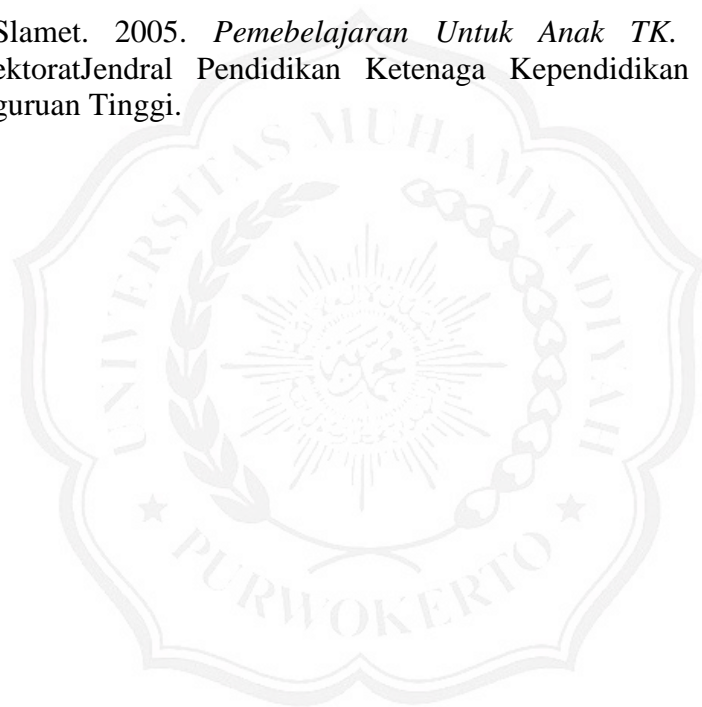 Slamet. 2005. Pemebelajaran Untuk Anak TK.
ektoratJendral Pendidikan Ketenaga Kependidikan
guruan Tinggi.
UNIVERSITAS MUHAMMADIYAH
PURWOKERTO